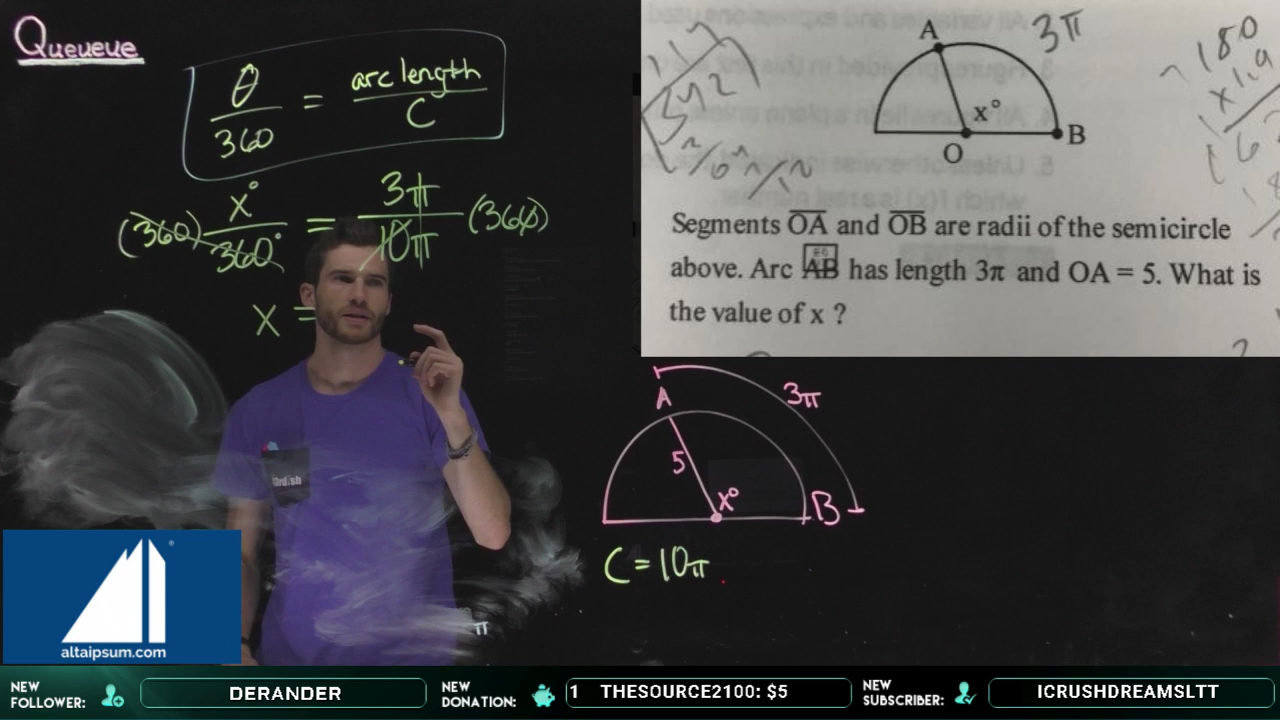 Queueue
θ/360 = arc length/C
(360) x°/360° = 3π/10π (360)
x =
A
3π
x°
O
B
180
Segments OA and OB are radii of the semicircle
above. Arc AB has length 3π and OA = 5. What is
the value of x ?
A
3π
5
x°
B
C = 10π
π
altaipsum.com
NEW FOLLOWER:
DERANDER
NEW DONATION:
1 THESOURCE2100: $5
NEW SUBSCRIBER:
ICRUSHDREAMSLTT